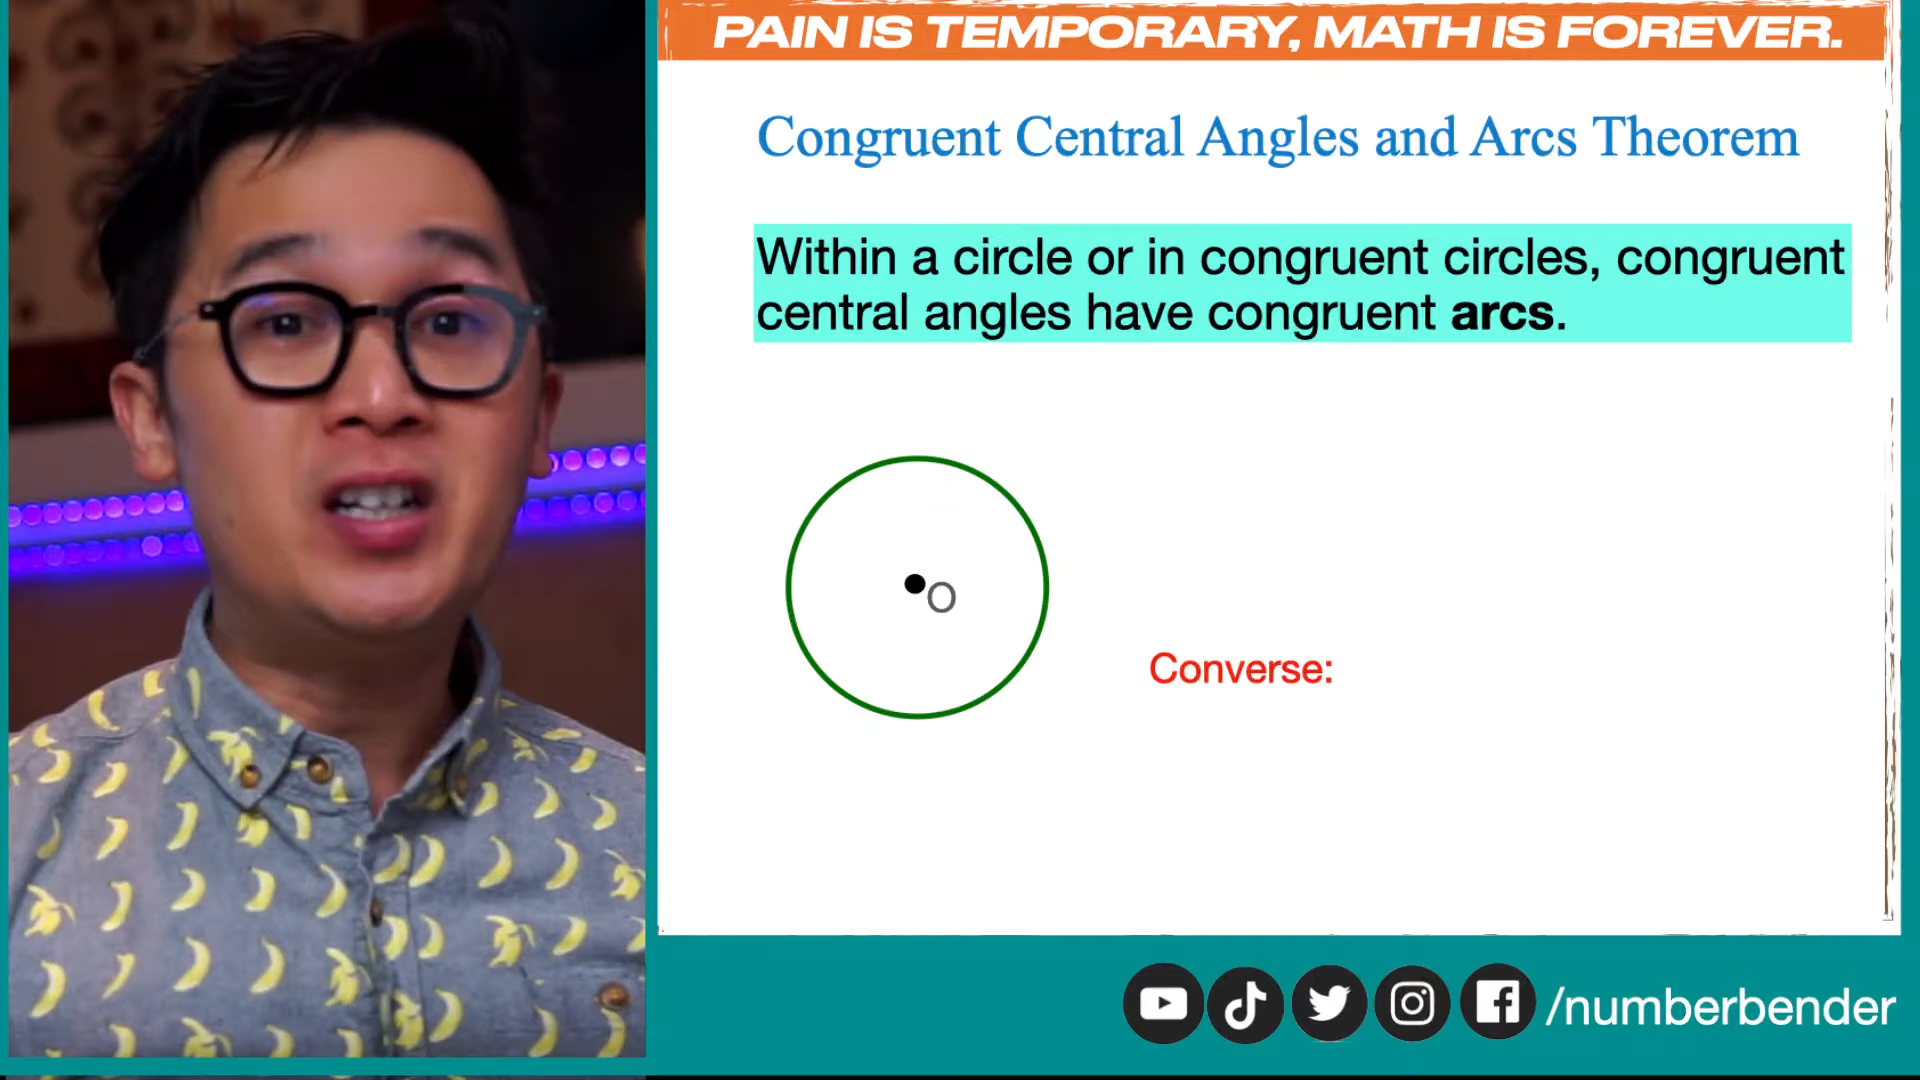 PAIN IS TEMPORARY, MATH IS FOREVER.
Congruent Central Angles and Arcs Theorem
Within a circle or in congruent circles, congruent
central angles have congruent arcs.
O
Converse:
/numberbender